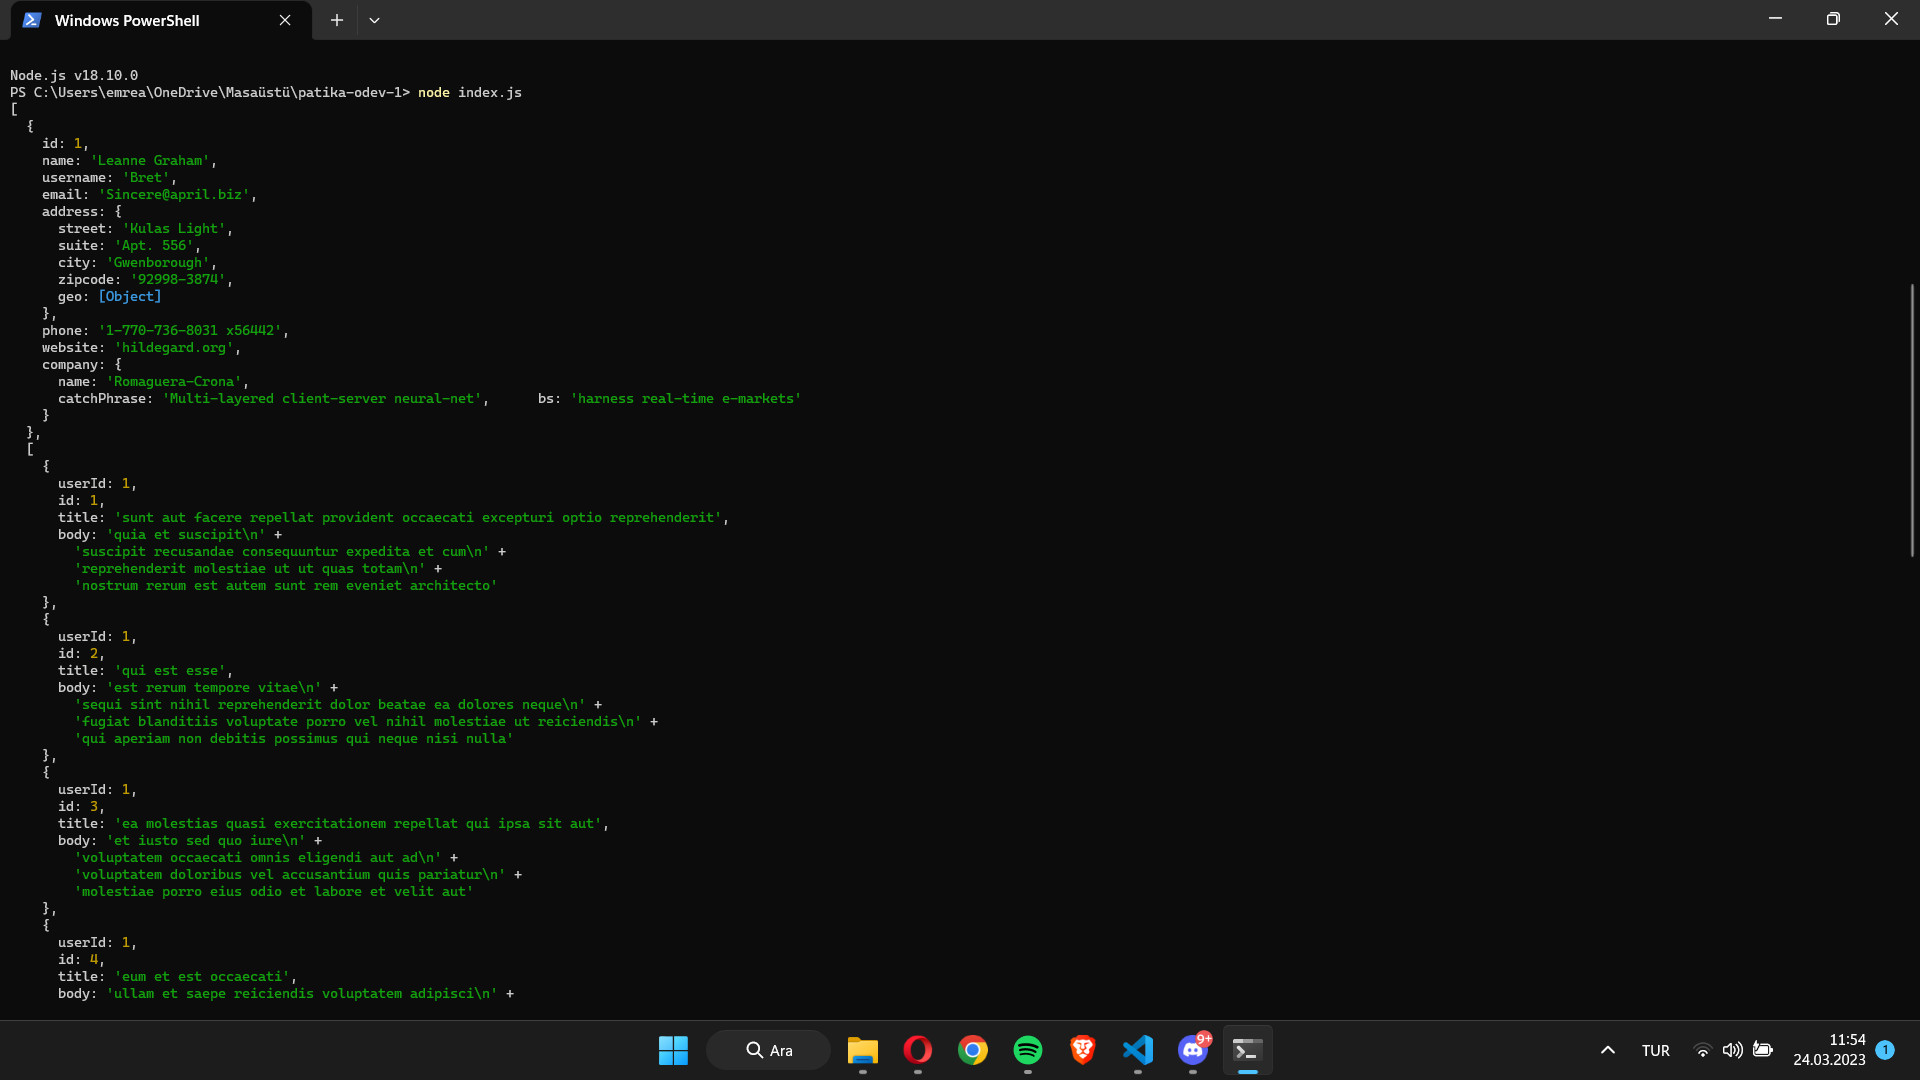 Windows PowerShell
Node.js v18.10.0
PS C:\Users\emrea\OneDrive\Masaüstü\patika-odev-1> node index.js
[
  {
    id: 1,
    name: 'Leanne Graham',
    username: 'Bret',
    email: 'Sincere@april.biz',
    address: {
      street: 'Kulas Light',
      suite: 'Apt. 556',
      city: 'Gwenborough',
      zipcode: '92998-3874',
      geo: [Object]
    },
    phone: '1-770-736-8031 x56442',
    website: 'hildegard.org',
    company: {
      name: 'Romaguera-Crona',
      catchPhrase: 'Multi-layered client-server neural-net',      bs: 'harness real-time e-markets'
    }
  },
  [
    {
      userId: 1,
      id: 1,
      title: 'sunt aut facere repellat provident occaecati excepturi optio reprehenderit',
      body: 'quia et suscipit\n' +
        'suscipit recusandae consequuntur expedita et cum\n' +
        'reprehenderit molestiae ut ut quas totam\n' +
        'nostrum rerum est autem sunt rem eveniet architecto'
    },
    {
      userId: 1,
      id: 2,
      title: 'qui est esse',
      body: 'est rerum tempore vitae\n' +
        'sequi sint nihil reprehenderit dolor beatae ea dolores neque\n' +
        'fugiat blanditiis voluptate porro vel nihil molestiae ut reiciendis\n' +
        'qui aperiam non debitis possimus qui neque nisi nulla'
    },
    {
      userId: 1,
      id: 3,
      title: 'ea molestias quasi exercitationem repellat qui ipsa sit aut',
      body: 'et iusto sed quo iure\n' +
        'voluptatem occaecati omnis eligendi aut ad\n' +
        'voluptatem doloribus vel accusantium quis pariatur\n' +
        'molestiae porro eius odio et labore et velit aut'
    },
    {
      userId: 1,
      id: 4,
      title: 'eum et est occaecati',
      body: 'ullam et saepe reiciendis voluptatem adipisci\n' +
Ara
9+
TUR
11:54
24.03.2023
1